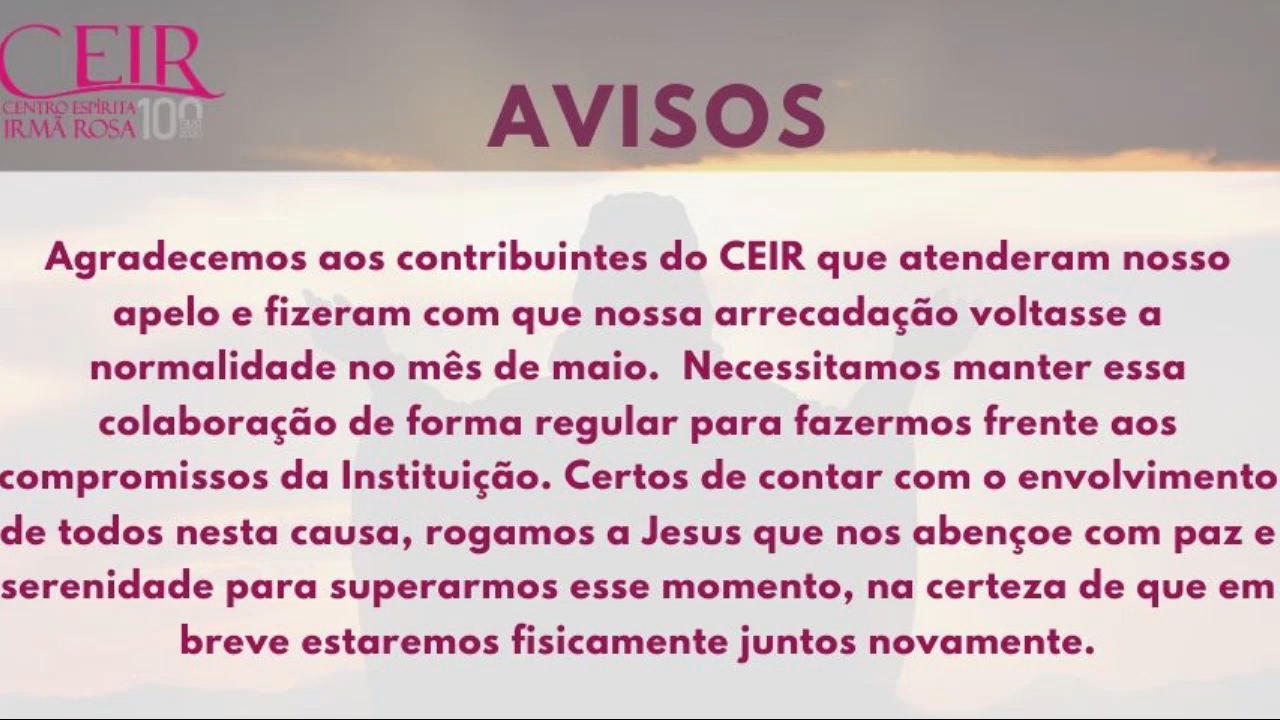 CEIR
CENTRO ESPÍRITA
IRMÃ ROSA 100
AVISOS
Agradecemos aos contribuintes do CEIR que atenderam nosso
apelo e fizeram com que nossa arrecadação voltasse a
normalidade no mês de maio.  Necessitamos manter essa
colaboração de forma regular para fazermos frente aos
compromissos da Instituição. Certos de contar com o envolvimento
de todos nesta causa, rogamos a Jesus que nos abençoe com paz e
serenidade para superarmos esse momento, na certeza de que em
breve estaremos fisicamente juntos novamente.